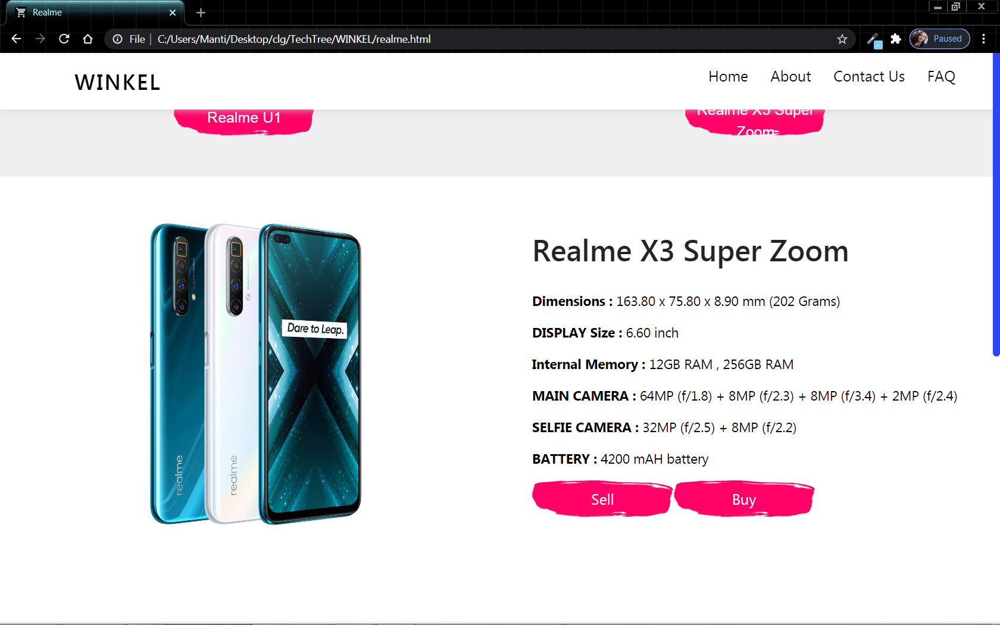 Realme
File
C:/Users/Manti/Desktop/clg/TechTree/WINKEL/realme.html
Paused
WINKEL
Home
About
Contact Us
FAQ
Realme U1
Realme X3 Super
Zoom
realme
realme
Dare to Leap.
Realme X3 Super Zoom
Dimensions : 163.80 x 75.80 x 8.90 mm (202 Grams)
DISPLAY Size : 6.60 inch
Internal Memory : 12GB RAM , 256GB RAM
MAIN CAMERA : 64MP (f/1.8) + 8MP (f/2.3) + 8MP (f/3.4) + 2MP (f/2.4)
SELFIE CAMERA : 32MP (f/2.5) + 8MP (f/2.2)
BATTERY : 4200 mAH battery
Sell
Buy